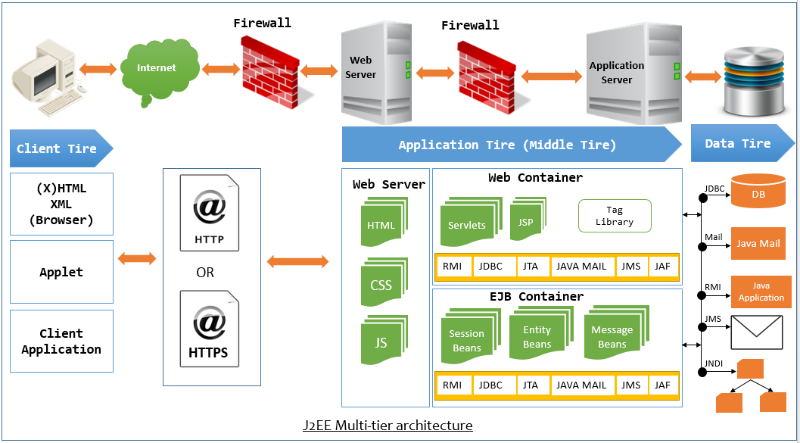 Firewall
Firewall
Internet
Web
Server
Application
Server
Client Tire
Application Tire (Middle Tire)
Data Tire
(X)HTML
XML
(Browser)
Applet
Client
Application
@
HTTP
OR
@
HTTPS
Web Server
HTML
CSS
JS
Web Container
Servlets
JSP
Tag
Library
RMI
JDBC
JTA
JAVA MAIL
JMS
JAF
EJB Container
Session
Beans
Entity
Beans
Message
Beans
RMI
JDBC
JTA
JAVA MAIL
JMS
JAF
JDBC
DB
Mail
Java Mail
RMI
Java
Application
JMS
JNDI
J2EE Multi-tier architecture